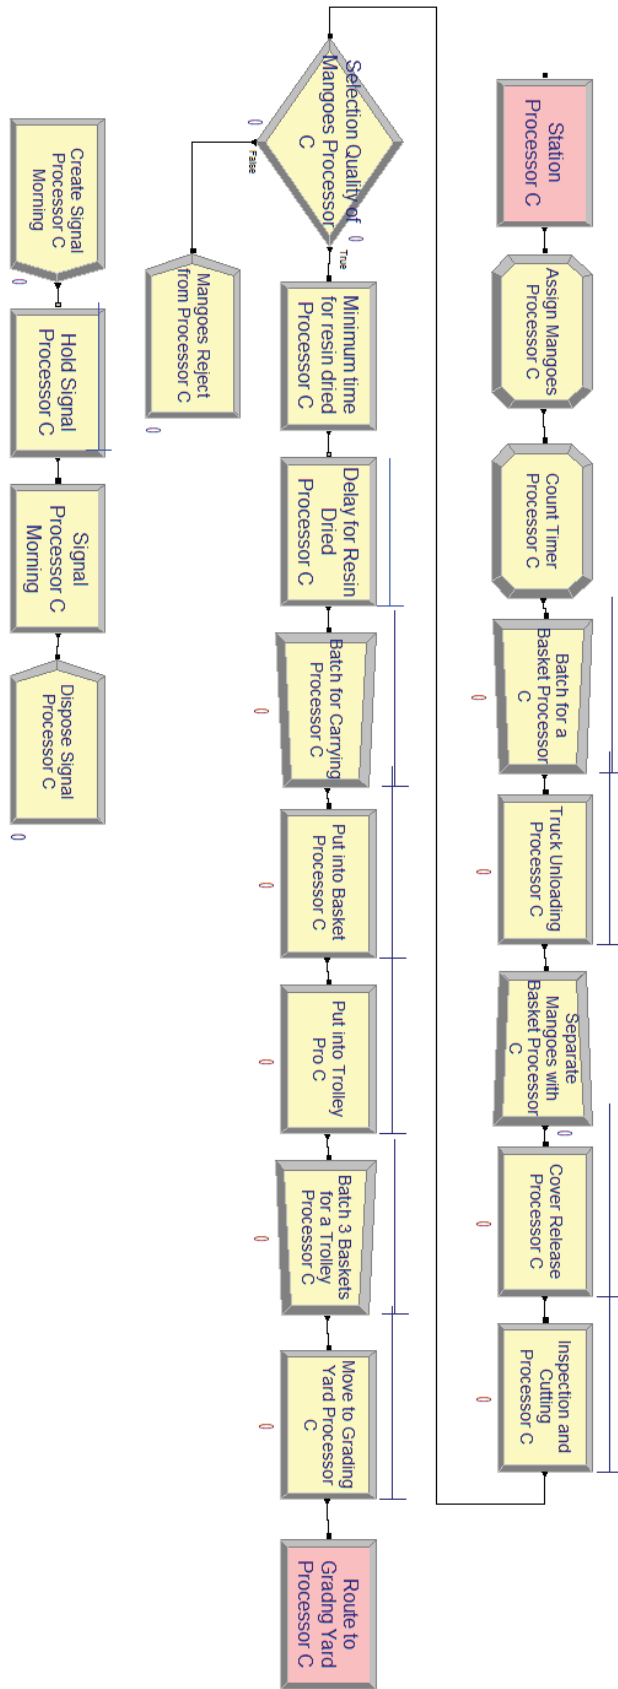 Station
Processor C
Assign Mangoes
Processor C
Count Timer
Processor C
Batch for a
Basket Processor
C
Truck Unloading
Processor C
Separate
Mangoes with
Basket Processor
C
Cover Release
Processor C
Inspection and
Cutting
Processor C
Selection Quality of
Mangoes Processor
C
True
False
0
0
Minimum time
for resin dried
Processor C
Delay for Resin
Dried
Processor C
Batch for Carrying
Processor C
Put into Basket
Processor C
Put into Trolley
Pro C
Batch 3 Baskets
for a Trolley
Processor C
Move to Grading
Yard Processor
C
Route to
Gradng Yard
Processor C
Mangoes Reject
from Processor C
0
Create Signal
Processor C
Morning
0
Hold Signal
Processor C
Signal
Processor C
Morning
Dispose Signal
Processor C
0
0
0
0
0
0
0
0
0
0
0
0